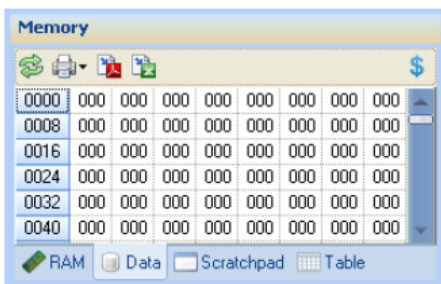 Memory
$
0000 000 000 000 000 000 000 000 000
0008 000 000 000 000 000 000 000 000
0016 000 000 000 000 000 000 000 000
0024 000 000 000 000 000 000 000 000
0032 000 000 000 000 000 000 000 000
0040 000 000 000 000 000 000 000 000
RAM Data Scratchpad Table